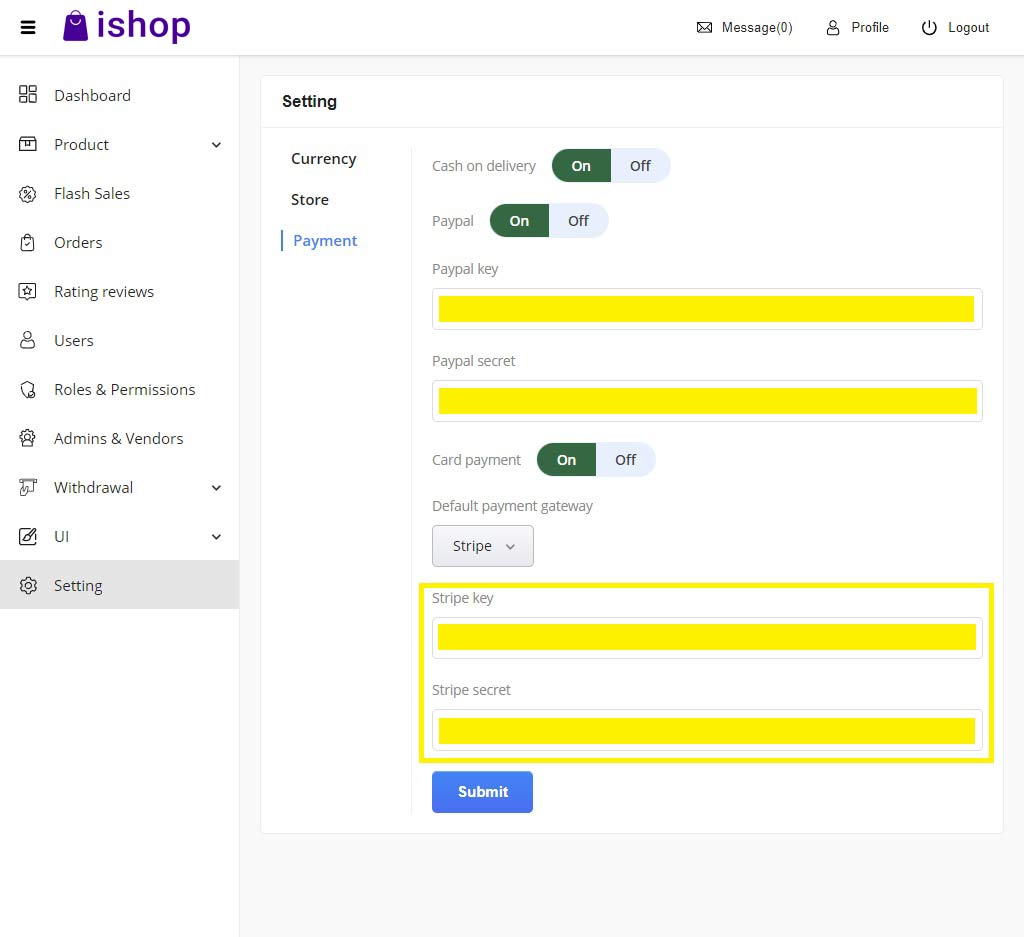 ishop
Message(0) Profile Logout
Dashboard
Product
Flash Sales
Orders
Rating reviews
Users
Roles & Permissions
Admins & Vendors
Withdrawal
UI
Setting
Setting
Currency
Store
Payment
Cash on delivery On Off
Paypal On Off
Paypal key
Paypal secret
Card payment On Off
Default payment gateway
Stripe
Stripe key
Stripe secret
Submit